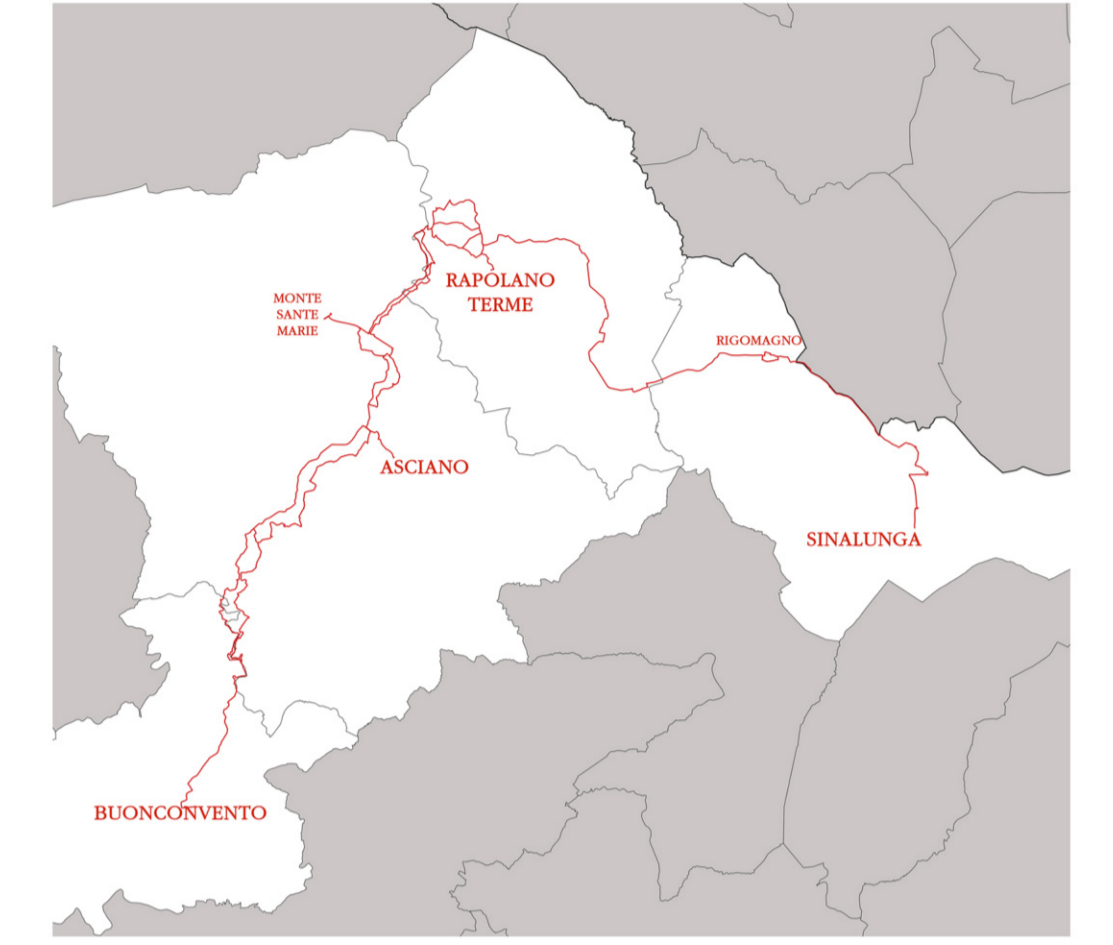 RAPOLANO
TERME
MONTE
SANTE
MARIE
RIGOMAGNO
ASCIANO
SINALUNGA
BUONCONVENTO